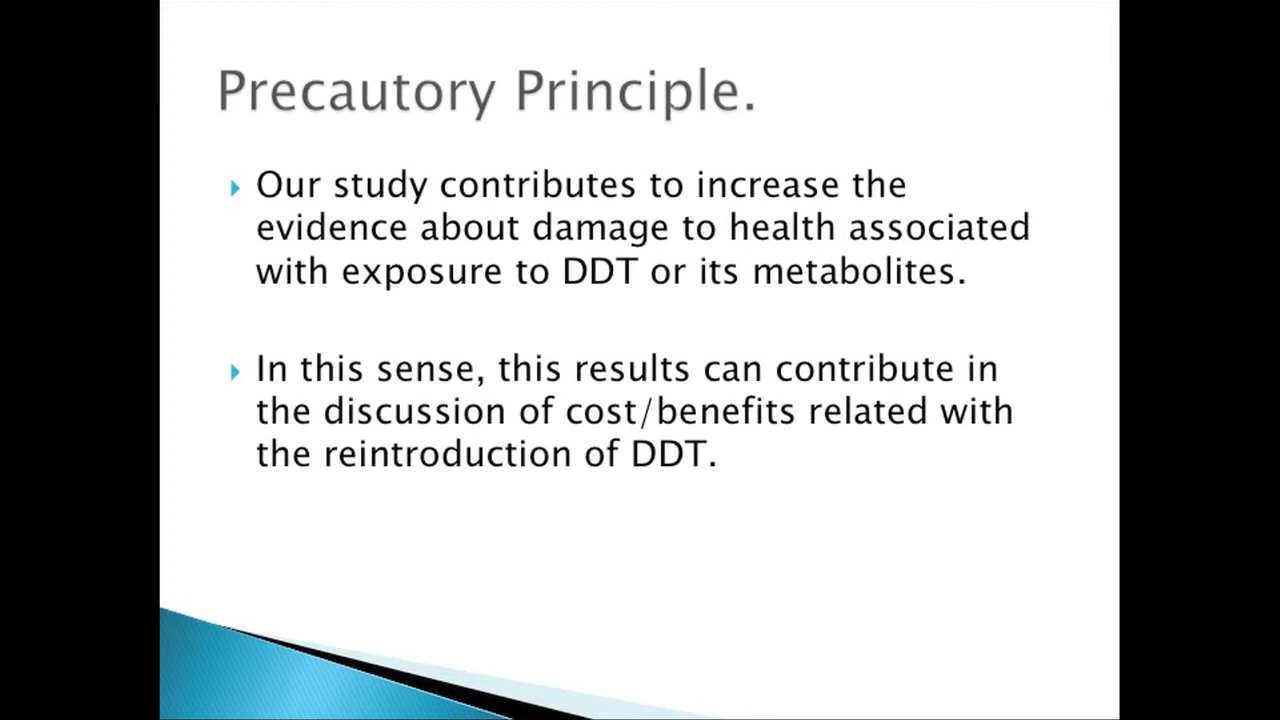 Precautory Principle.
Our study contributes to increase the
evidence about damage to health associated
with exposure to DDT or its metabolites.
In this sense, this results can contribute in
the discussion of cost/benefits related with
the reintroduction of DDT.